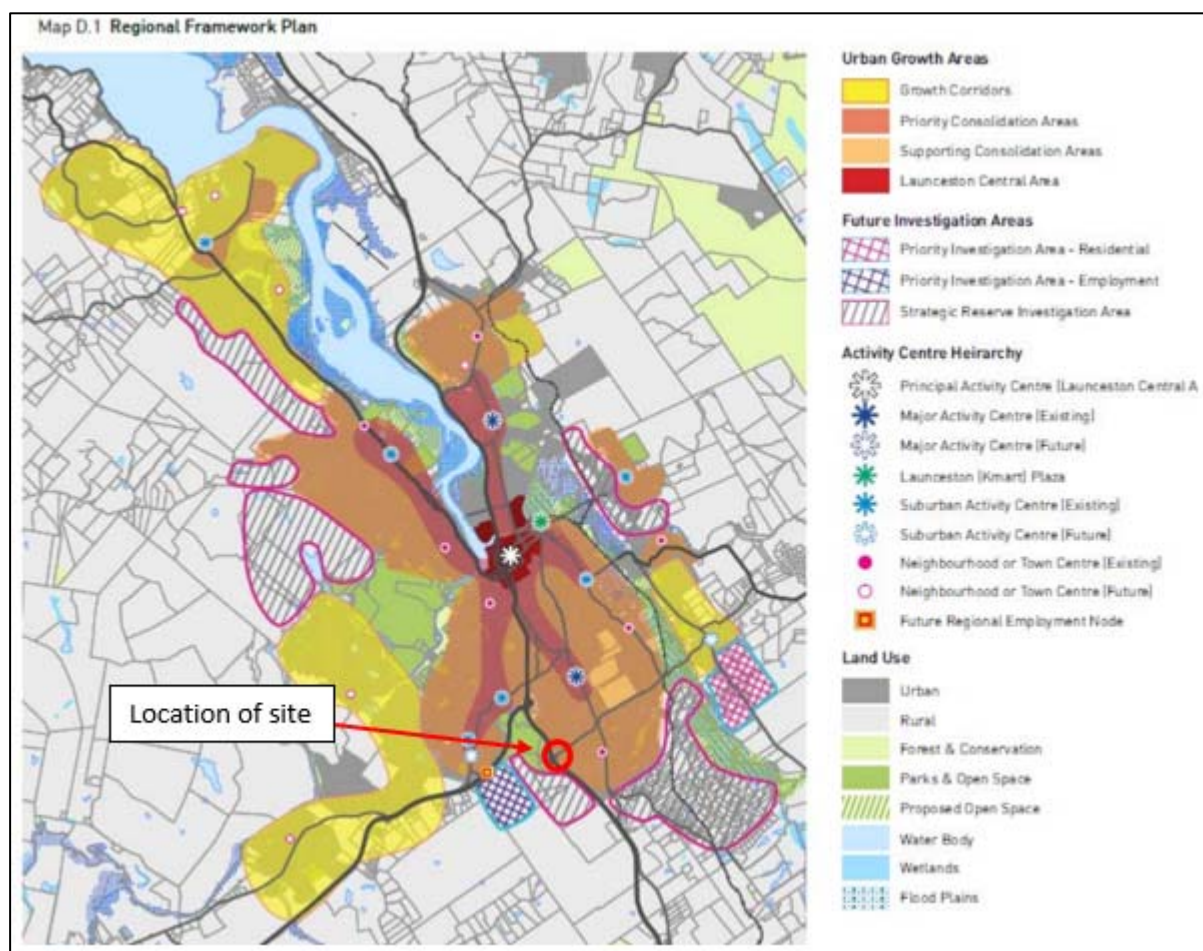 Map D.1 Regional Framework Plan
Location of site
Urban Growth Areas
Growth Corridors
Priority Consolidation Areas
Supporting Consolidation Areas
Launceston Central Area
Future Investigation Areas
Priority Investigation Area - Residential
Priority Investigation Area - Employment
Strategic Reserve Investigation Area
Activity Centre Heirarchy
Principal Activity Centre (Launceston Central A
Major Activity Centre (Existing)
Major Activity Centre (Future)
Launceston (Kmart) Plaza
Suburban Activity Centre (Existing)
Suburban Activity Centre (Future)
Neighbourhood or Town Centre (Existing)
Neighbourhood or Town Centre (Future)
Future Regional Employment Node
Land Use
Urban
Rural
Forest & Conservation
Parks & Open Space
Proposed Open Space
Water Body
Wetlands
Flood Plains